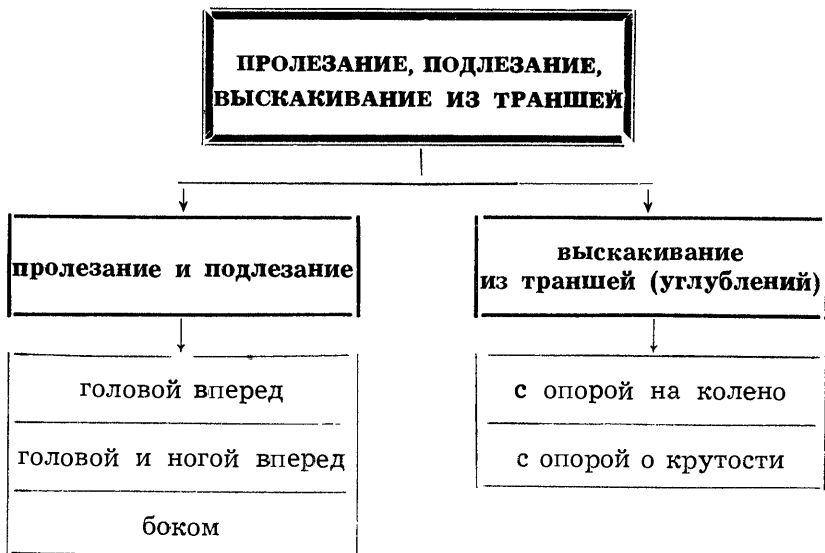 ПРОЛЕЗАНИЕ, ПОДЛЕЗАНИЕ,
ВЫСКАКИВАНИЕ ИЗ ТРАНШЕЙ
пролезание и подлезание
головой вперед
головой и ногой вперед
боком
выскакивание
из траншей (углублений)
с опорой на колено
с опорой о крутости